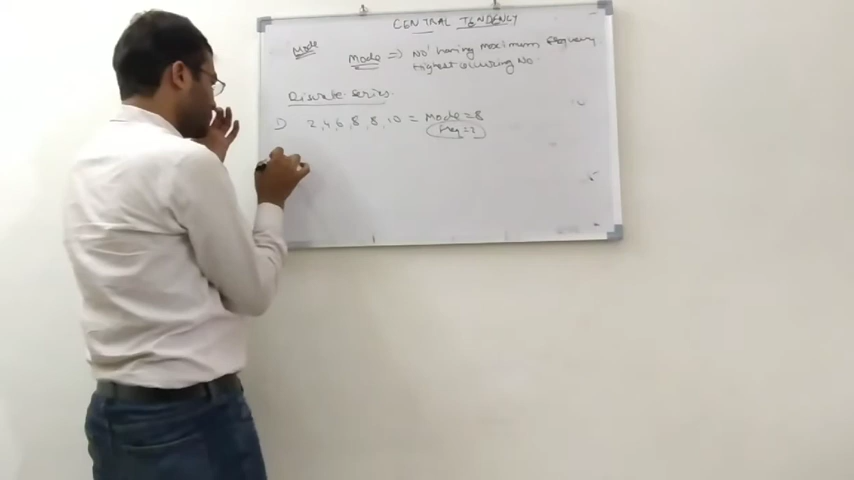 CENTRAL TENDENCY
Mode
Mode => No' having maximum frequency
Highest occuring No.
Discrete series.
1) 2, 4, 6, 8, 8, 10 = Mode = 8
freq = 2